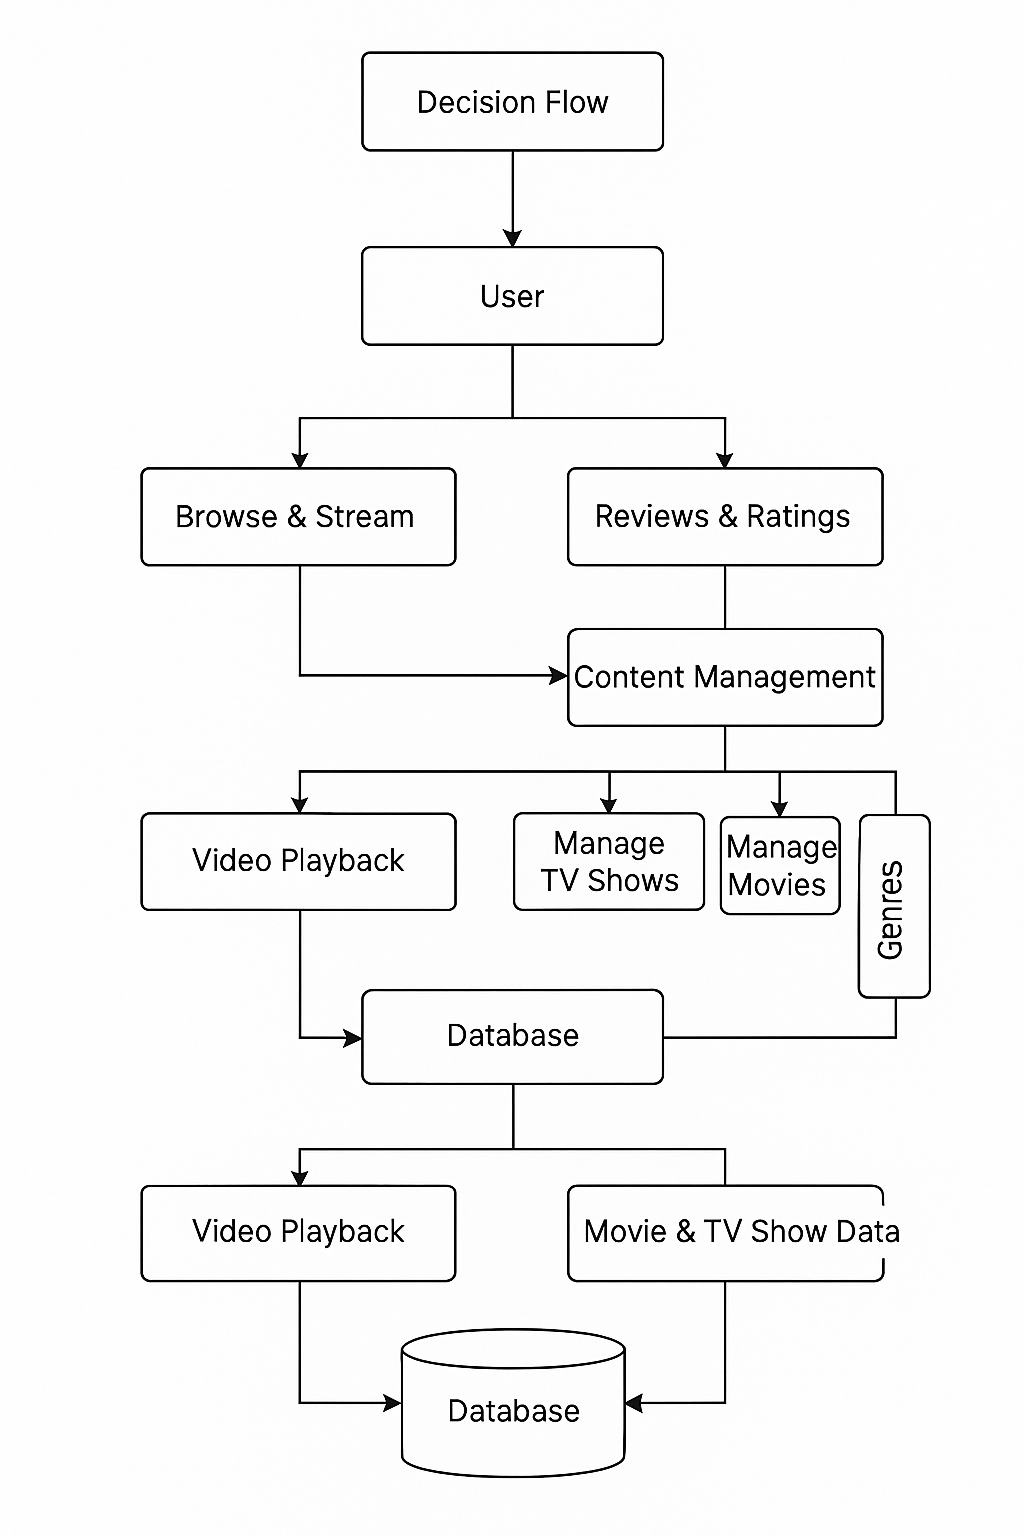 Decision Flow
User
Browse & Stream
Reviews & Ratings
Content Management
Video Playback
Manage
TV Shows
Manage
Movies
Genres
Database
Video Playback
Movie & TV Show Data
Database